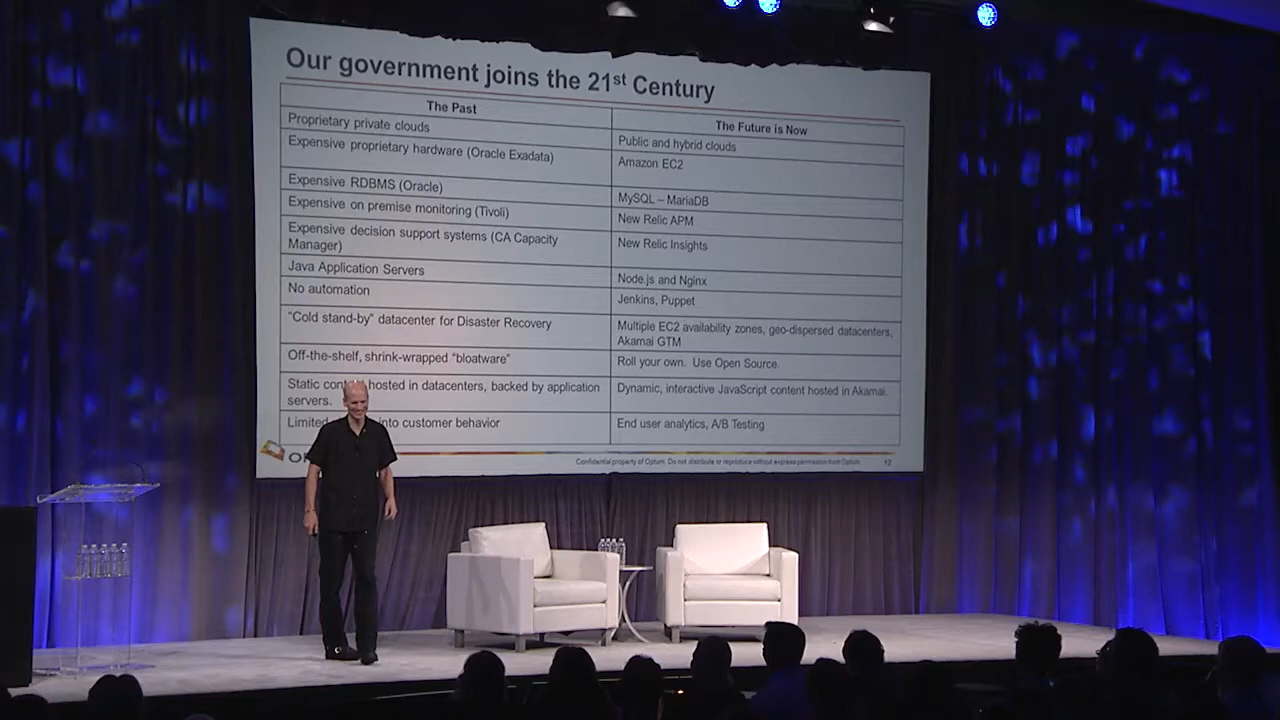 Our government joins the 21st Century
The Past
The Future is Now
Proprietary private clouds
Public and hybrid clouds
Expensive proprietary hardware (Oracle Exadata)
Amazon EC2
Expensive RDBMS (Oracle)
MySQL – MariaDB
Expensive on premise monitoring (Tivoli)
New Relic APM
Expensive decision support systems (CA Capacity
Manager)
New Relic Insights
Java Application Servers
Node.js and Nginx
No automation
Jenkins, Puppet
"Cold stand-by" datacenter for Disaster Recovery
Multiple EC2 availability zones, geo-dispersed datacenters,
Akamai GTM
Off-the-shelf, shrink-wrapped "bloatware"
Roll your own. Use Open Source.
Static hosted in datacenters, backed by application
servers.
Dynamic, interactive JavaScript content hosted in Akamai.
Limited into customer behavior
End user analytics, A/B Testing
Confidential property of Optum. Do not distribute or reproduce without express permission from Optum.
12